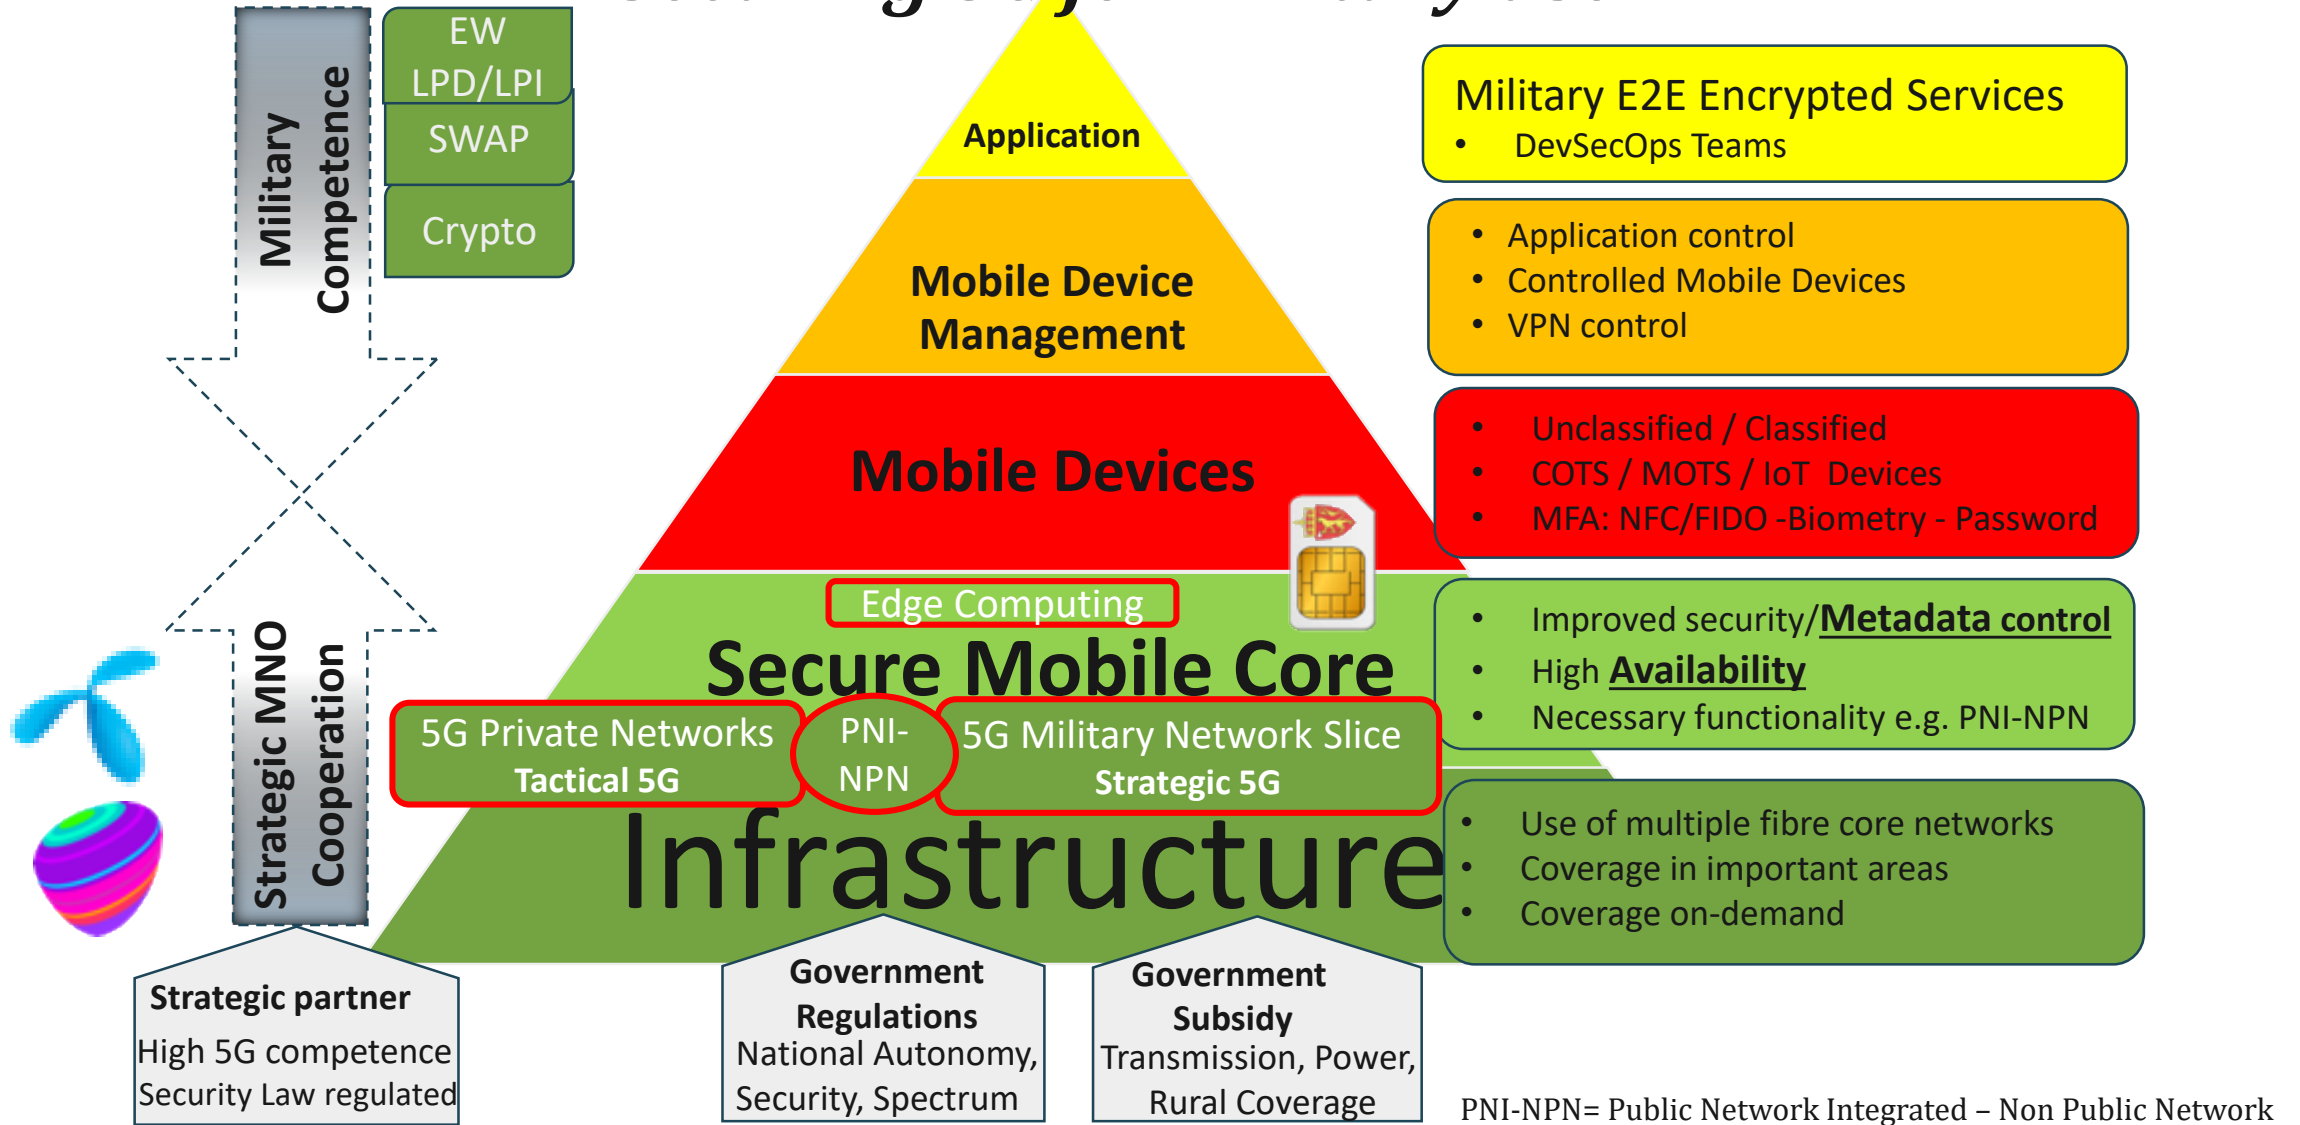 EW
LPD/LPI
SWAP
Crypto
Military
Competence
Strategic MNO
Cooperation
Application
Mobile Device
Management
Mobile Devices
Edge Computing
Secure Mobile Core
5G Private Networks
Tactical 5G
PNI-
NPN
5G Military Network Slice
Strategic 5G
Infrastructure
Military E2E Encrypted Services
• DevSecOps Teams
• Application control
• Controlled Mobile Devices
• VPN control
• Unclassified / Classified
• COTS / MOTS / IoT Devices
• MFA: NFC/FIDO -Biometry - Password
• Improved security/Metadata control
• High Availability
• Necessary functionality e.g. PNI-NPN
• Use of multiple fibre core networks
• Coverage in important areas
• Coverage on-demand
Strategic partner
High 5G competence
Security Law regulated
Government
Regulations
National Autonomy,
Security, Spectrum
Government
Subsidy
Transmission, Power,
Rural Coverage
PNI-NPN= Public Network Integrated – Non Public Network